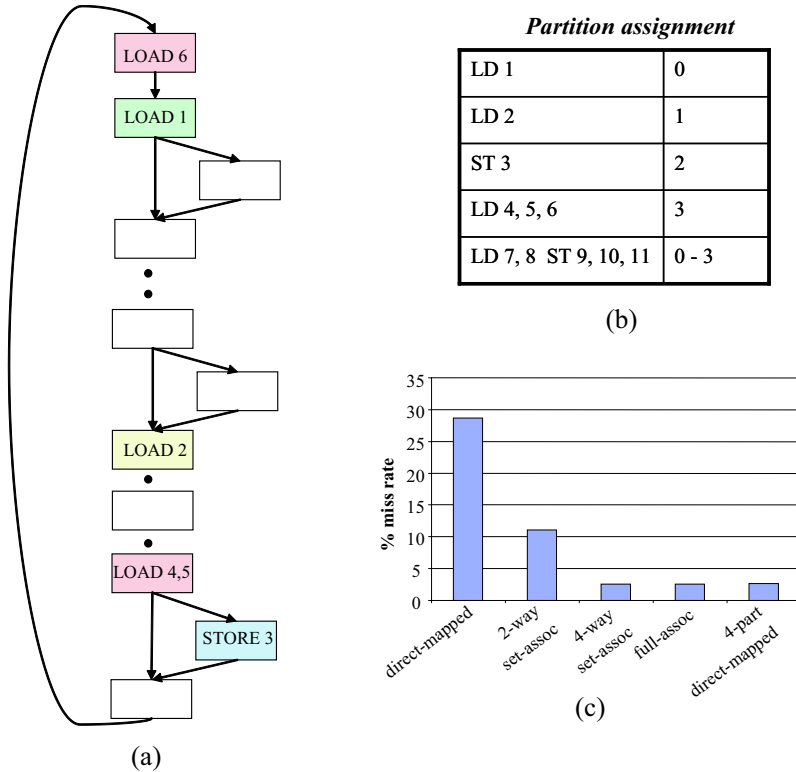 LOAD 6
LOAD 1
LOAD 2
LOAD 4,5
STORE 3
(a)
Partition assignment
LD 1 0
LD 2 1
ST 3 2
LD 4, 5, 6 3
LD 7, 8 ST 9, 10, 11 0 - 3
(b)
% miss rate
35
30
25
20
15
10
5
0
direct-mapped
2-way
set-assoc
4-way
set-assoc
full-assoc
4-part
direct-mapped
(c)